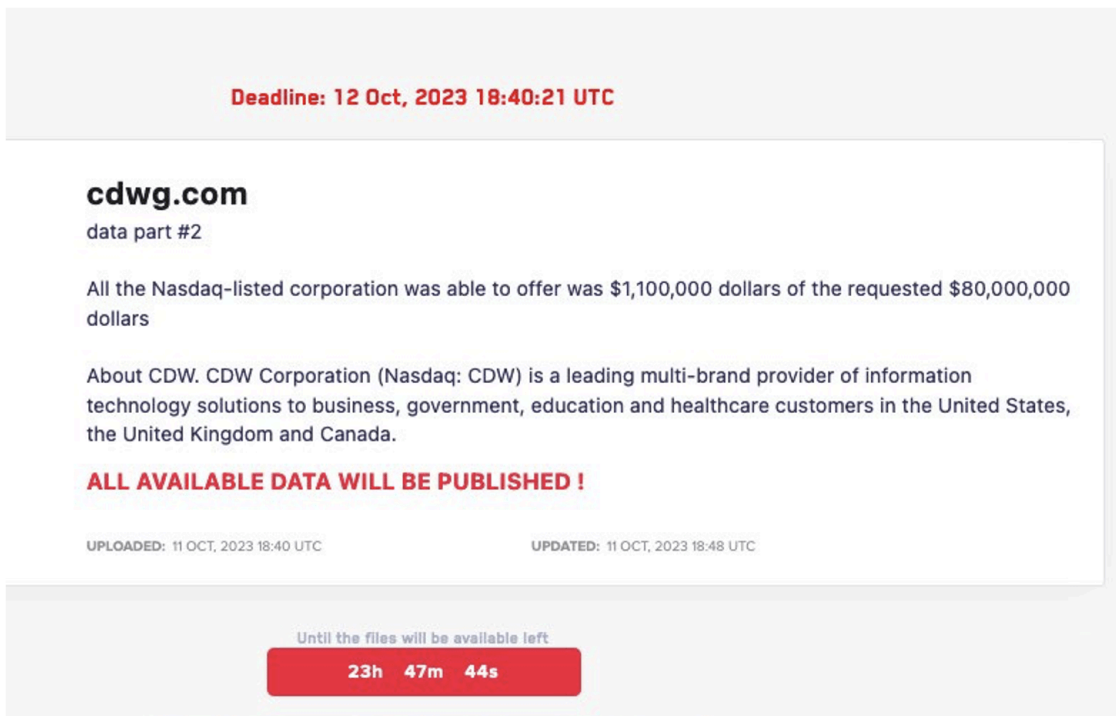 Deadline: 12 Oct, 2023 18:40:21 UTC
cdwg.com
data part #2
All the Nasdaq-listed corporation was able to offer was $1,100,000 dollars of the requested $80,000,000
dollars
About CDW. CDW Corporation (Nasdaq: CDW) is a leading multi-brand provider of information
technology solutions to business, government, education and healthcare customers in the United States,
the United Kingdom and Canada.
ALL AVAILABLE DATA WILL BE PUBLISHED !
UPLOADED: 11 OCT, 2023 18:40 UTC UPDATED: 11 OCT, 2023 18:48 UTC
Until the files will be available left
23h 47m 44s